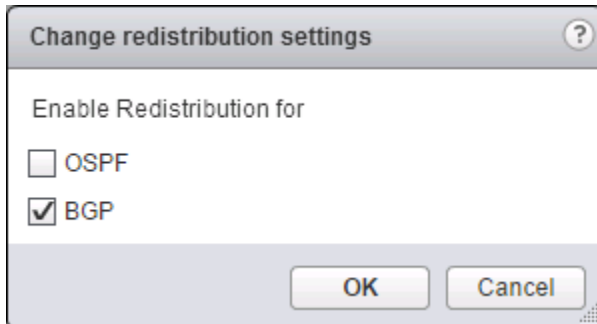 Change redistribution settings ?
Enable Redistribution for
OSPF
BGP
OK Cancel